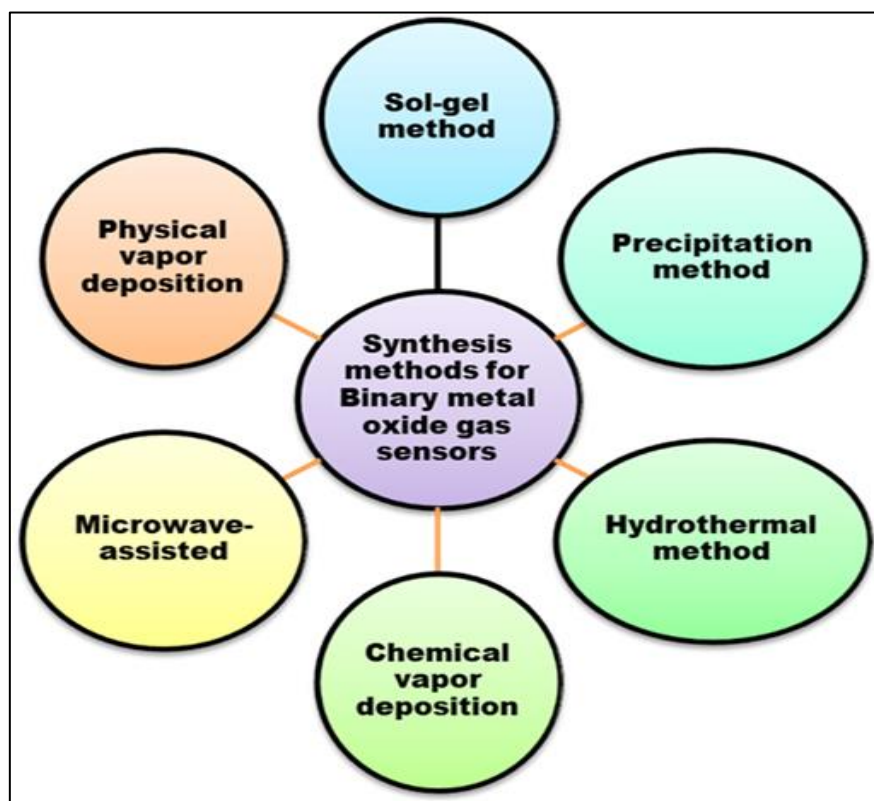 Sol-gel
method
Physical
vapor
deposition
Precipitation
method
Synthesis
methods for
Binary metal
oxide gas
sensors
Microwave-
assisted
Hydrothermal
method
Chemical
vapor
deposition